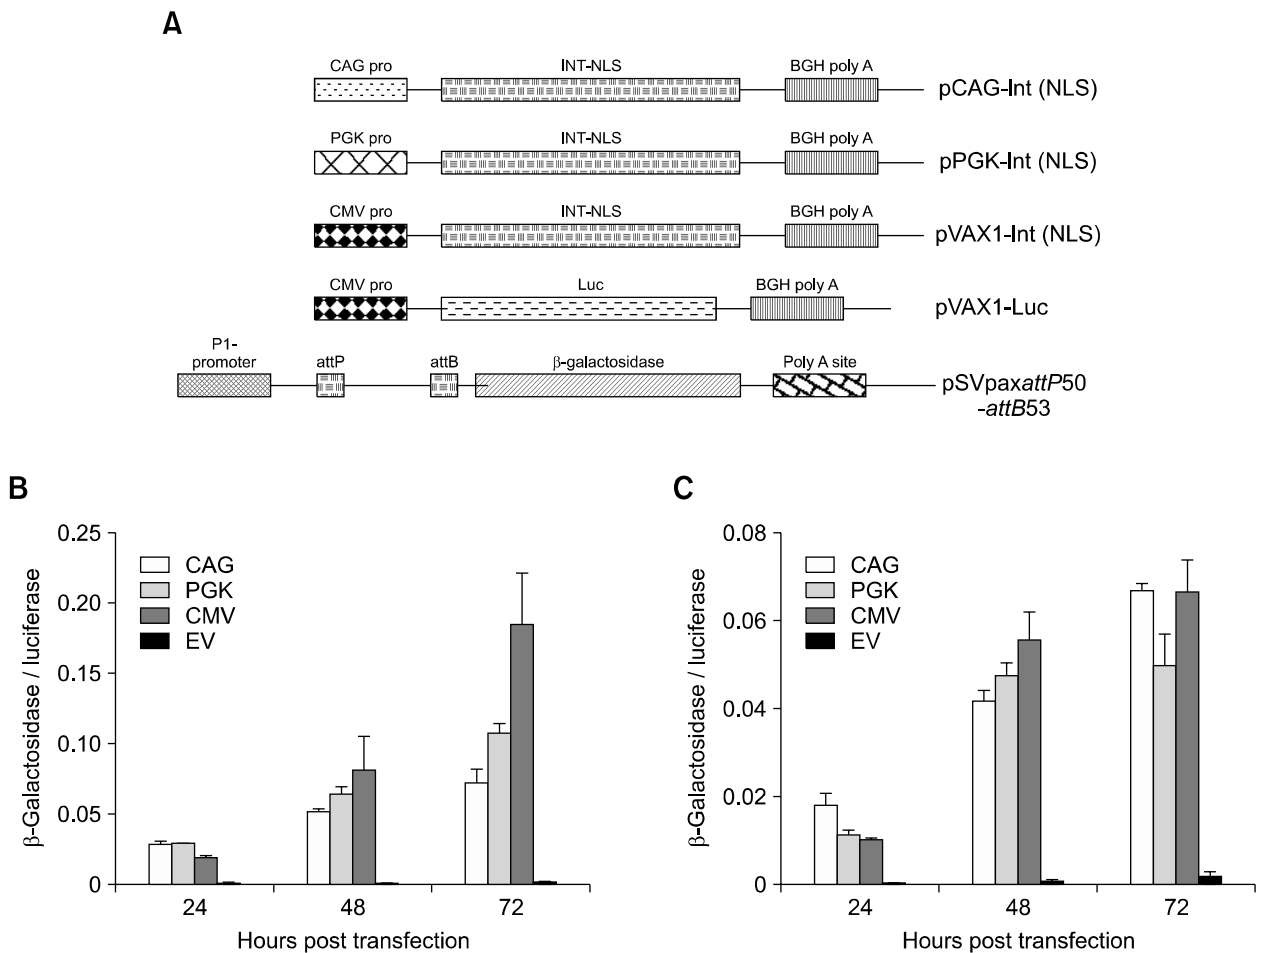 A
CAG pro INT-NLS BGH poly A
pCAG-Int (NLS)
PGK pro INT-NLS BGH poly A
pPGK-Int (NLS)
CMV pro INT-NLS BGH poly A
pVAX1-Int (NLS)
CMV pro Luc BGH poly A
pVAX1-Luc
P1-
promoter attP attB β-galactosidase Poly A site
pSVpaxattP50
-attB53
B
β-Galactosidase / luciferase
0.25
0.20
0.15
0.10
0.05
0
CAG
PGK
CMV
EV
24 48 72
Hours post transfection
C
β-Galactosidase / luciferase
0.08
0.06
0.04
0.02
0
CAG
PGK
CMV
EV
24 48 72
Hours post transfection